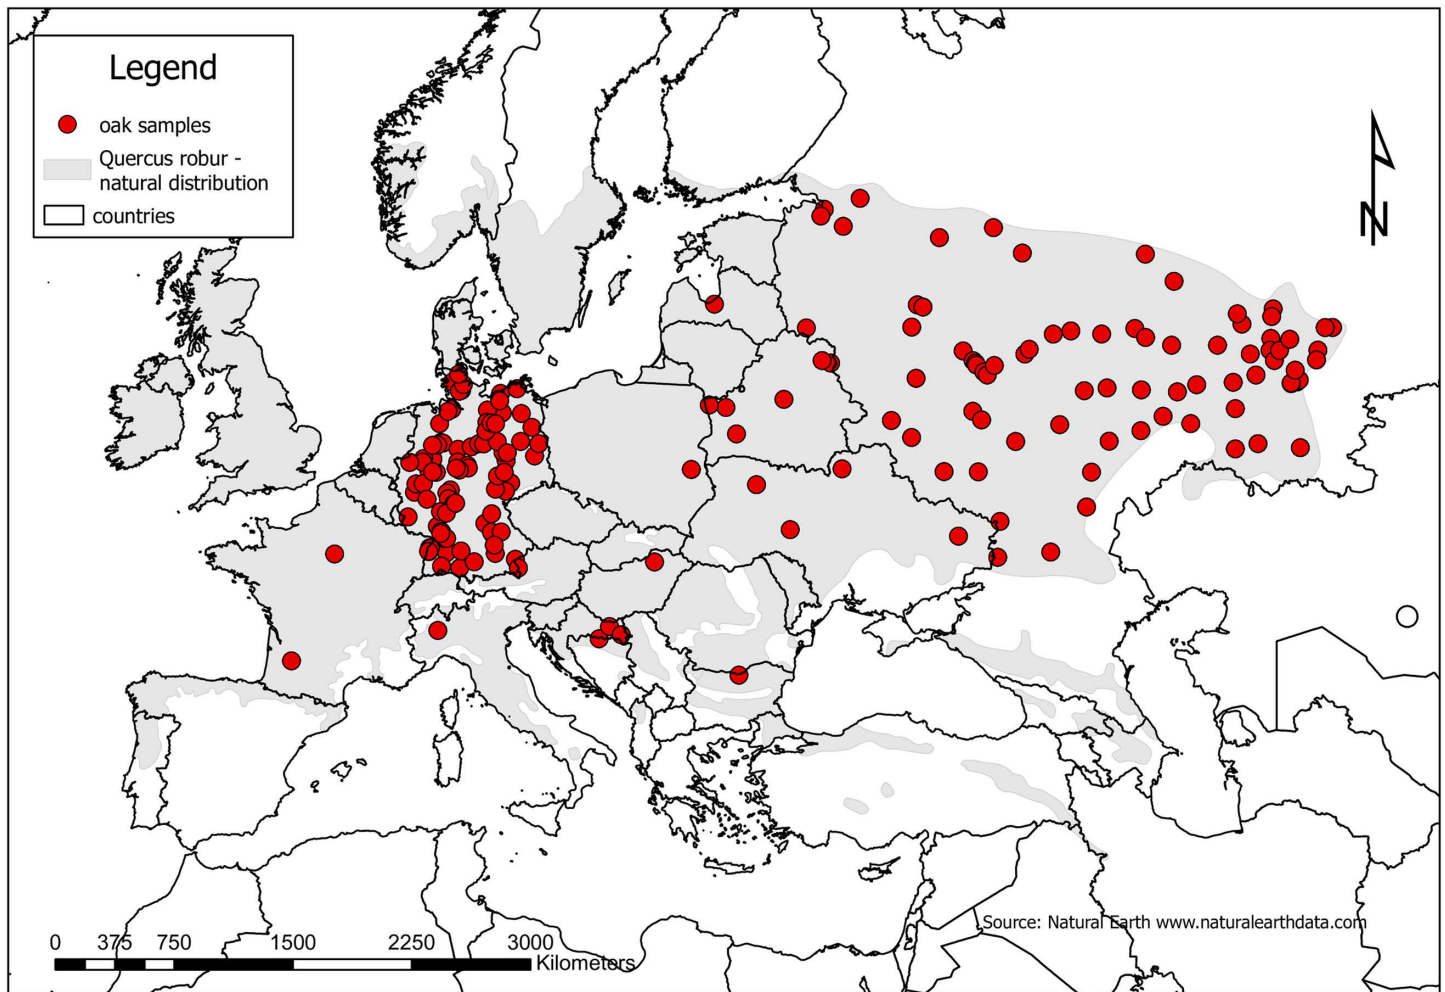 Legend
oak samples
Quercus robur -
natural distribution
countries
N
Source: Natural Earth www.naturalearthdata.com
0 375 750 1500 2250 3000
Kilometers